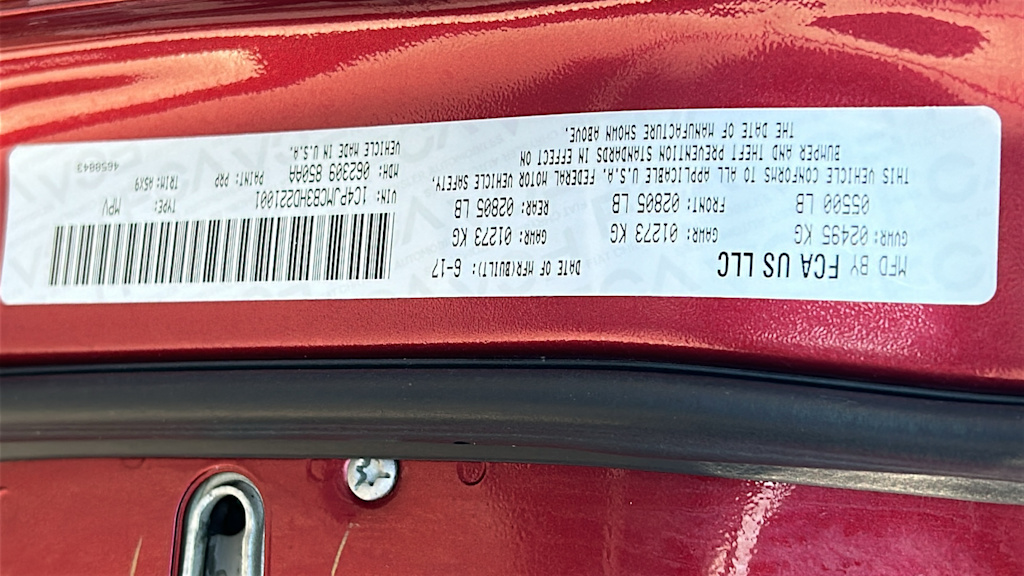 MFD BY FCA US LLC
DATE OF MFR(BUILT): 6-17
GVWR: 02495 KG
GAWR: 01273 KG
GAWR: 01273 KG
05500 LB
FRONT: 02805 LB
REAR: 02805 LB
THIS VEHICLE CONFORMS TO ALL APPLICABLE U.S.A. FEDERAL MOTOR VEHICLE SAFETY,
BUMPER AND THEFT PREVENTION STANDARDS IN EFFECT ON
THE DATE OF MANUFACTURE SHOWN ABOVE.
VIN: 1C4PJMCB3HD221001
TYPE: MPV
MDH: 062309 850AA
PAINT: PRP
TRIM: A5X9
VEHICLE MADE IN U.S.A.
4658843